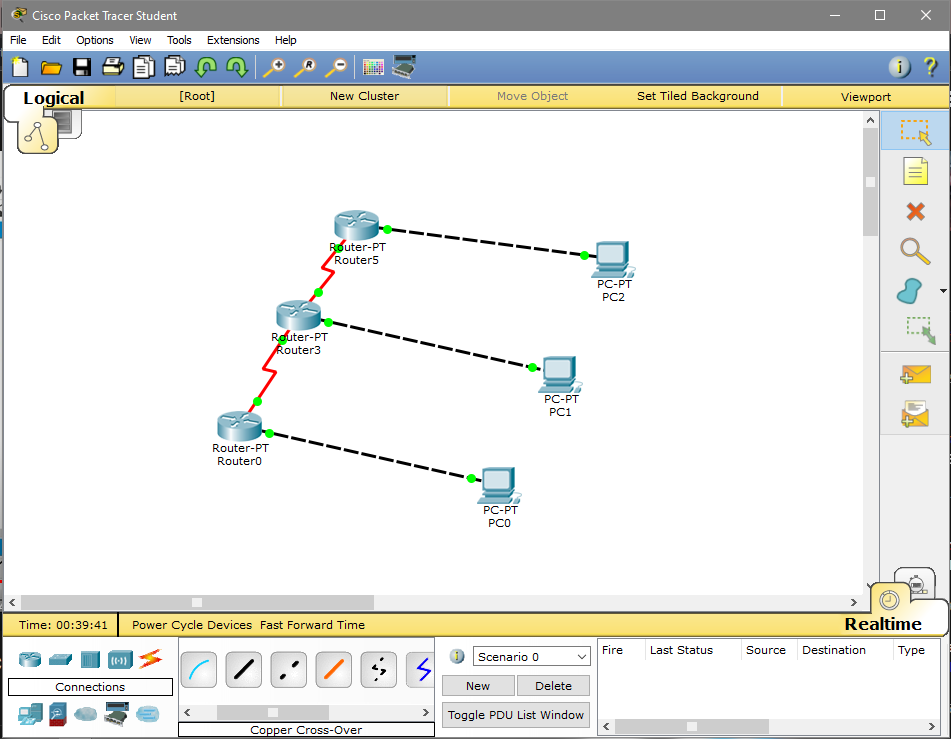 Cisco Packet Tracer Student
File Edit Options View Tools Extensions Help
Logical [Root] New Cluster Move Object Set Tiled Background Viewport
Router-PT
Router5
PC-PT
PC2
Router-PT
Router3
PC-PT
PC1
Router-PT
Router0
PC-PT
PC0
Time: 00:39:41 Power Cycle Devices Fast Forward Time
Realtime
Connections
Copper Cross-Over
Scenario 0
New Delete
Toggle PDU List Window
Fire Last Status Source Destination Type